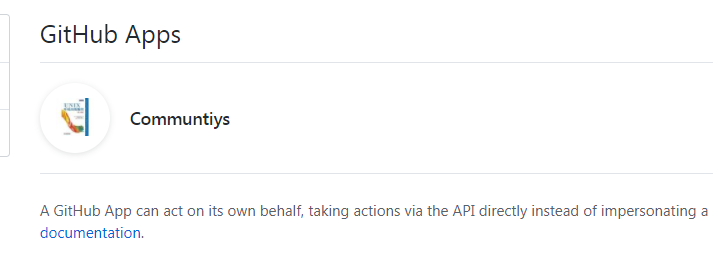 GitHub Apps
UNIX
Communtiys
A GitHub App can act on its own behalf, taking actions via the API directly instead of impersonating a
documentation.